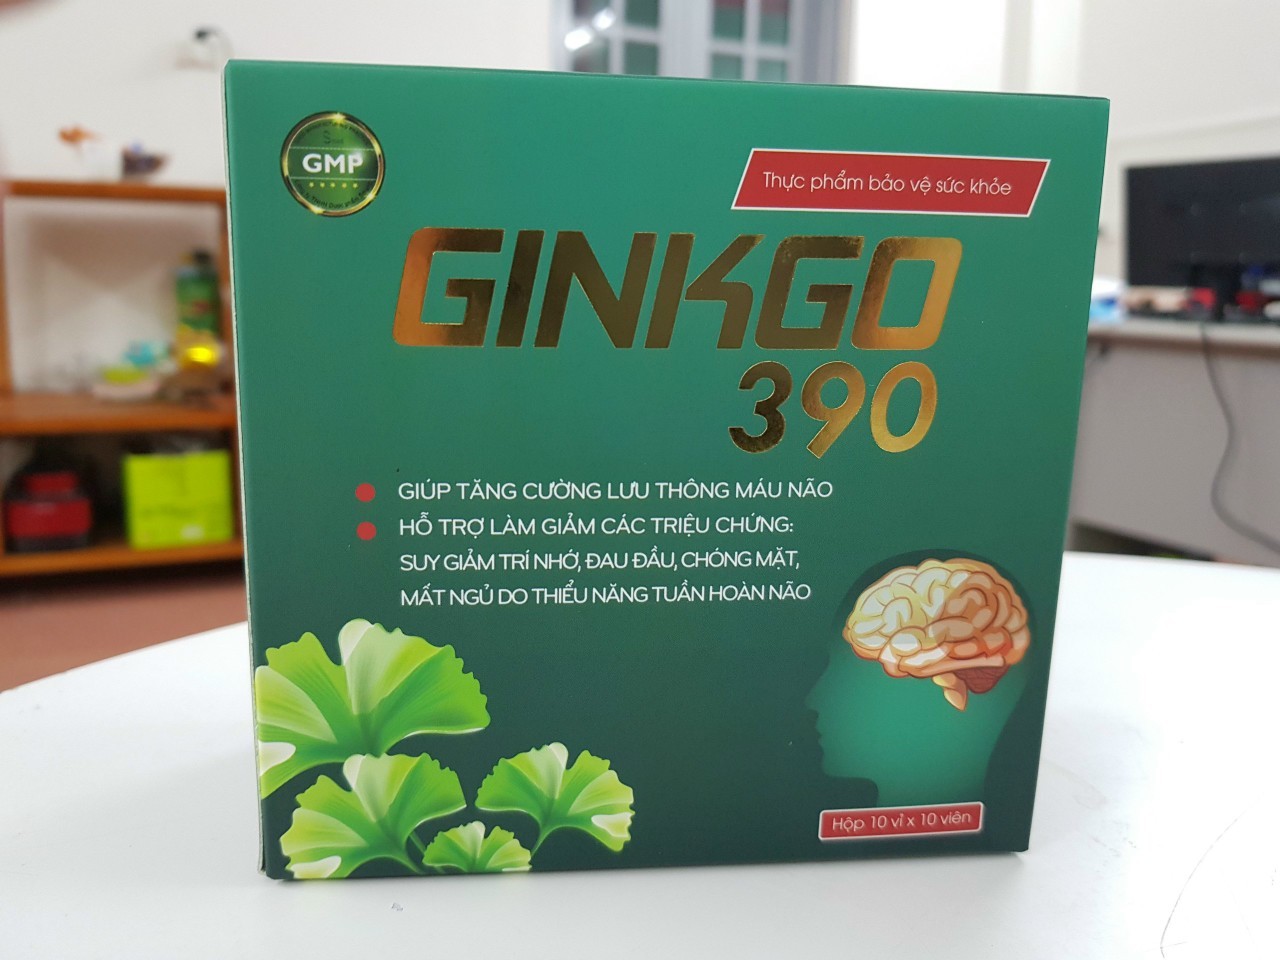 GMP
Thực phẩm bảo vệ sức khỏe
GINKGO
390
GIÚP TĂNG CƯỜNG LƯU THÔNG MÁU NÃO
HỖ TRỢ LÀM GIẢM CÁC TRIỆU CHỨNG:
SUY GIẢM TRÍ NHỚ, ĐAU ĐẦU, CHÓNG MẶT,
MẤT NGỦ DO THIỂU NĂNG TUẦN HOÀN NÃO
Hộp 10 vỉ x 10 viên